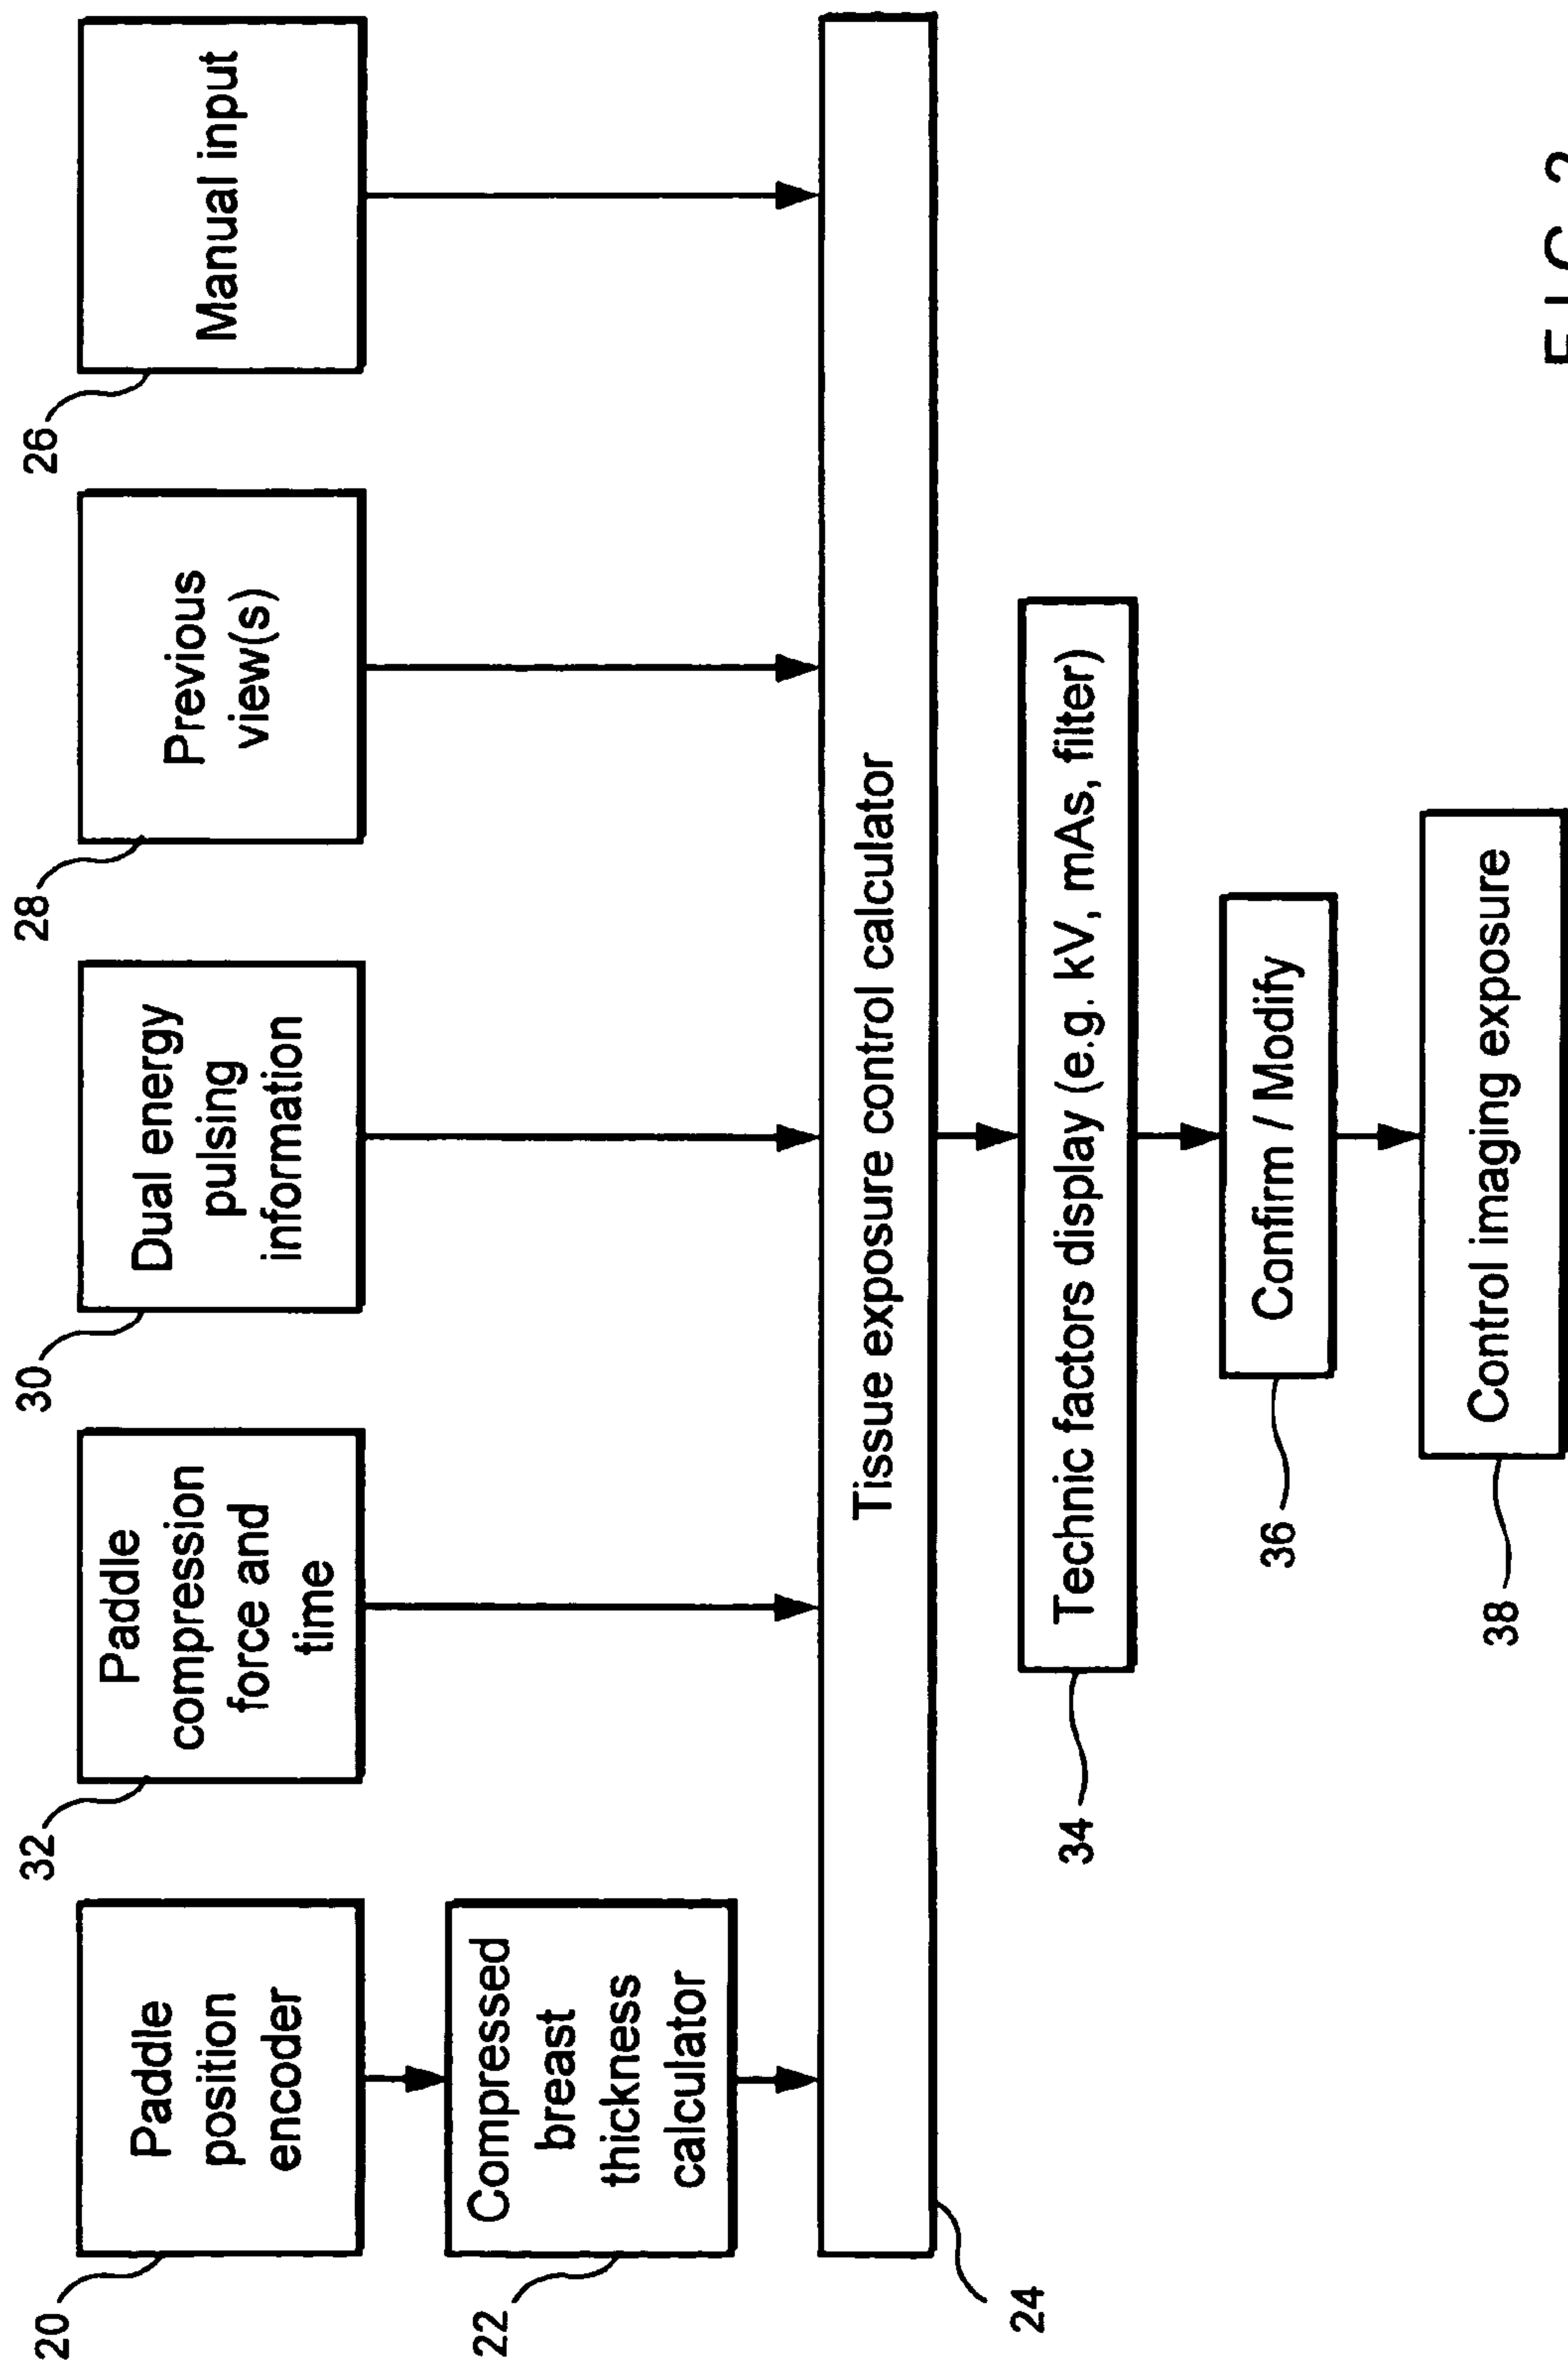 20
Paddle
position
encoder
32
Paddle
compression
force and
time
30
Dual energy
pulsing
information
28
Previous
view(s)
26
Manual input
22
Compressed
breast
thickness
calculator
24
Tissue exposure control calculator
34
Technic factors display (e.g. kV, mAs, filter)
36
Confirm / Modify
38
Control imaging exposure